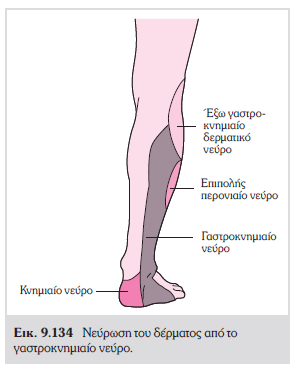 Έξω γαστρο-
κνημιαίο
δερματικό
νεύρο
Επιπολής
περονιαίο νεύρο
Γαστροκνημιαίο
νεύρο
Κνημιαίο νεύρο
Εικ. 9.134 Νεύρωση του δέρματος από το
γαστροκνημιαίο νεύρο.